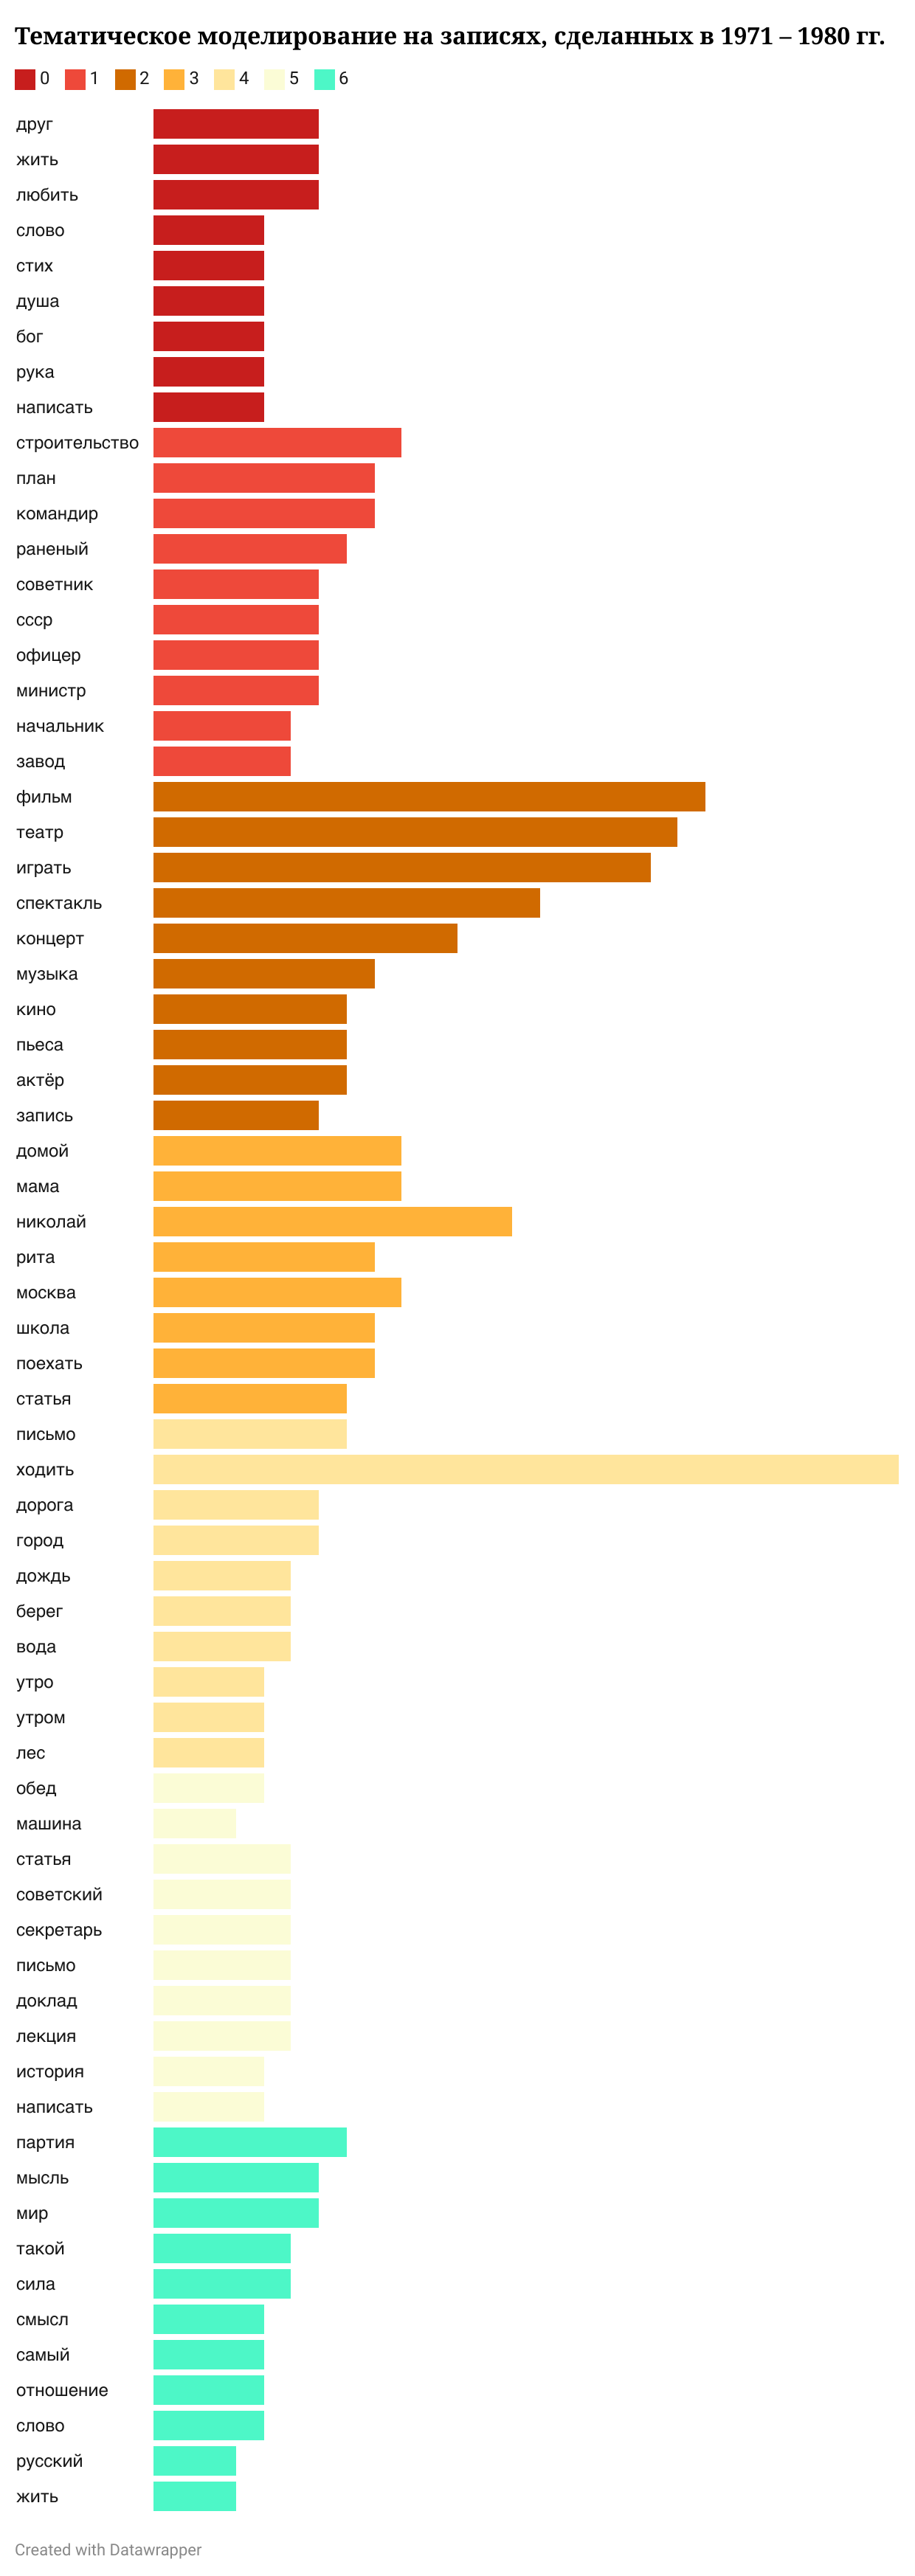 Тематическое моделирование на записях, сделанных в 1971 – 1980 гг.
0 1 2 3 4 5 6
друг
жить
любить
слово
стих
душа
бог
рука
написать
строительство
план
командир
раненый
советник
ссср
офицер
министр
начальник
завод
фильм
театр
играть
спектакль
концерт
музыка
кино
пьеса
актёр
запись
домой
мама
николай
рита
москва
школа
поехать
статья
письмо
ходить
дорога
город
дождь
берег
вода
утро
утром
лес
обед
машина
статья
советский
секретарь
письмо
доклад
лекция
история
написать
партия
мысль
мир
такой
сила
смысл
самый
отношение
слово
русский
жить
Created with Datawrapper